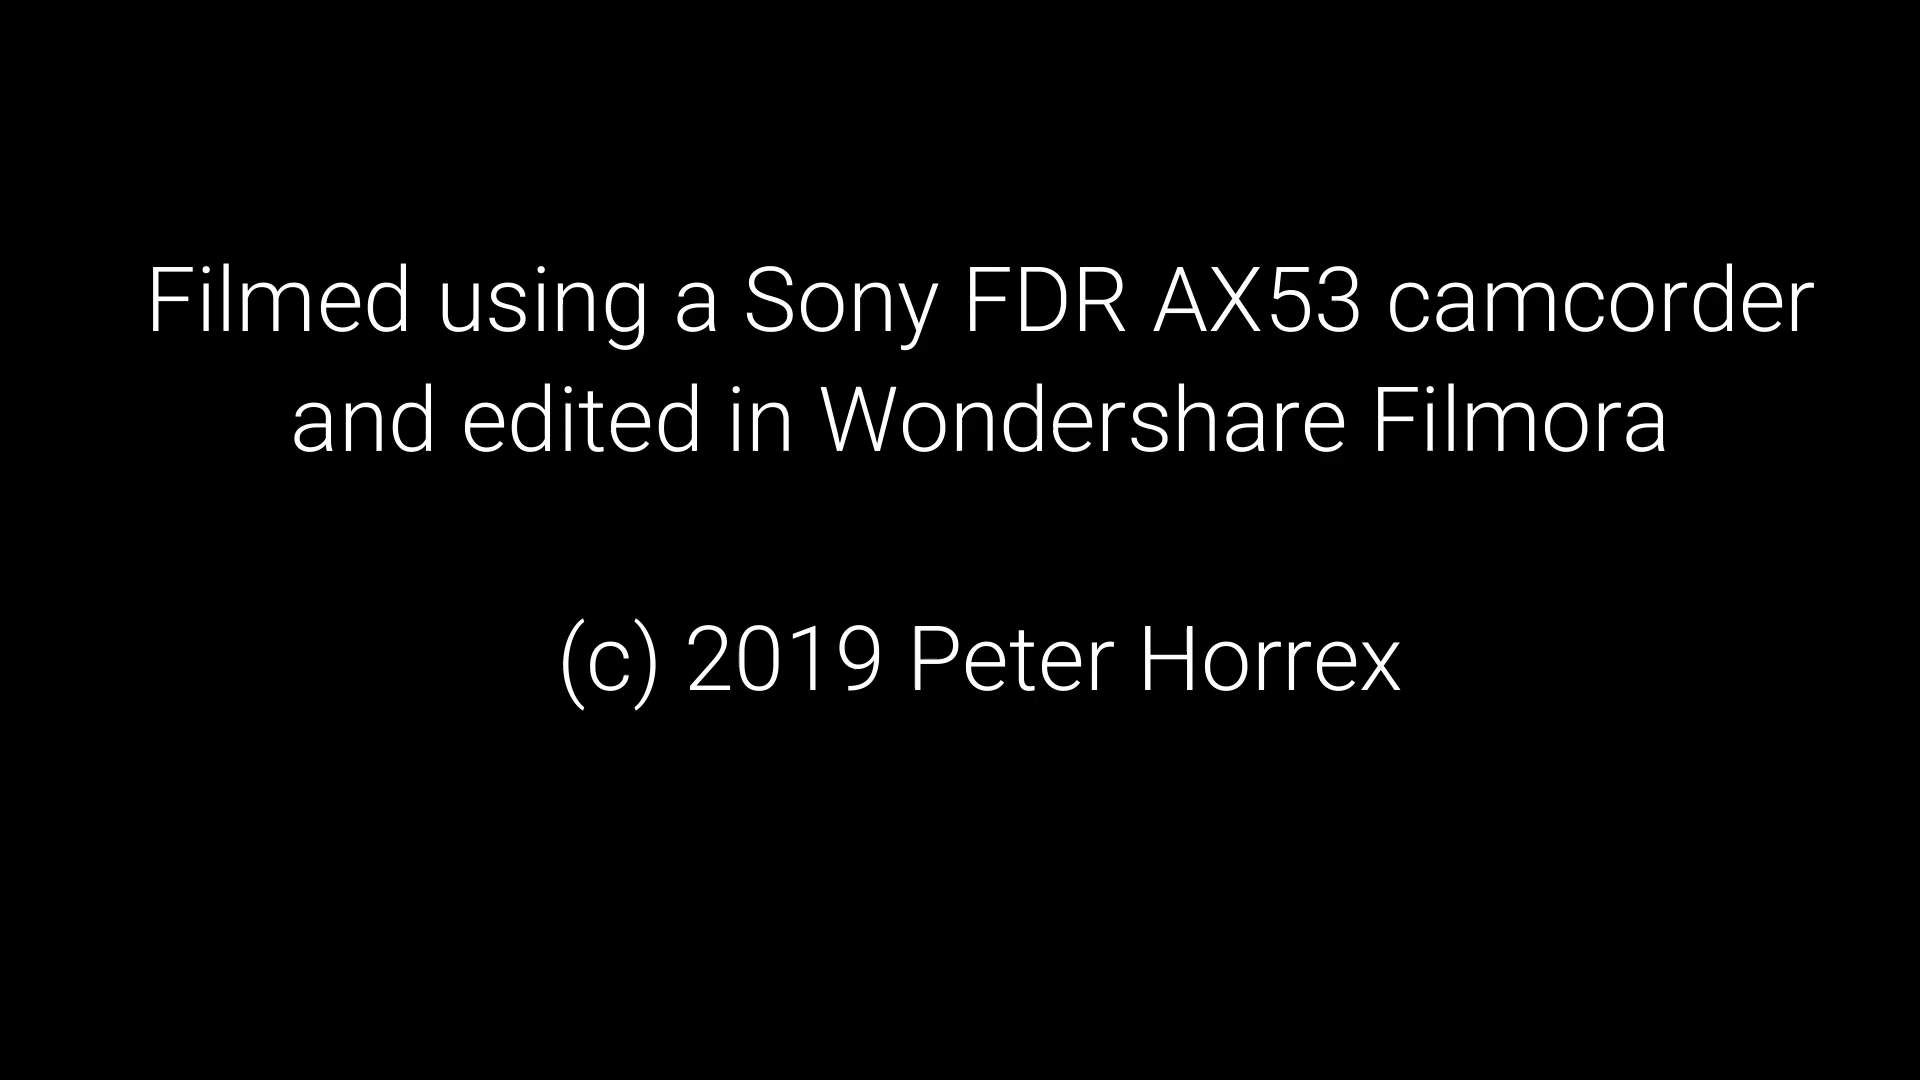 Filmed using a Sony FDR AX53 camcorder
and edited in Wondershare Filmora
(c) 2019 Peter Horrex